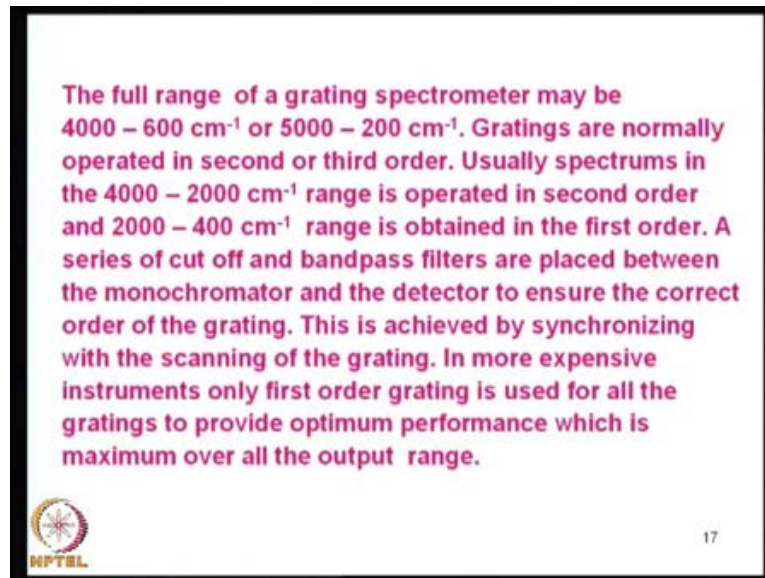 The full range of a grating spectrometer may be
4000 – 600 cm-1 or 5000 – 200 cm-1. Gratings are normally
operated in second or third order. Usually spectrums in
the 4000 – 2000 cm-1 range is operated in second order
and 2000 – 400 cm-1 range is obtained in the first order. A
series of cut off and bandpass filters are placed between
the monochromator and the detector to ensure the correct
order of the grating. This is achieved by synchronizing
with the scanning of the grating. In more expensive
instruments only first order grating is used for all the
gratings to provide optimum performance which is
maximum over all the output range.
17
NPTEL